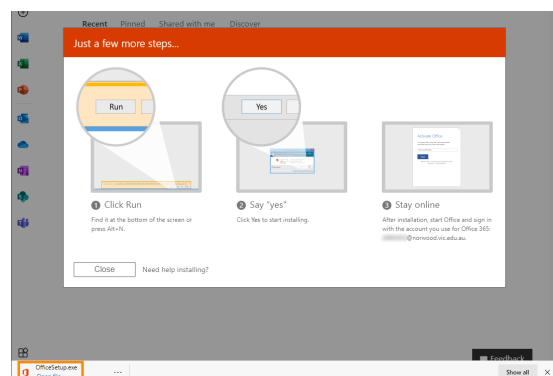 Recent Pinned Shared with me Discover
Just a few more steps...
Run
Yes
Activate Office
1 Click Run
Find it at the bottom of the screen or
press Alt+N.
2 Say "yes"
Click Yes to start installing.
3 Stay online
After installation, start Office and sign in
with the account you use for Office 365:
@norwood.vic.edu.au.
Close
Need help installing?
Feedback
OfficeSetup.exe
Open file
...
Show all